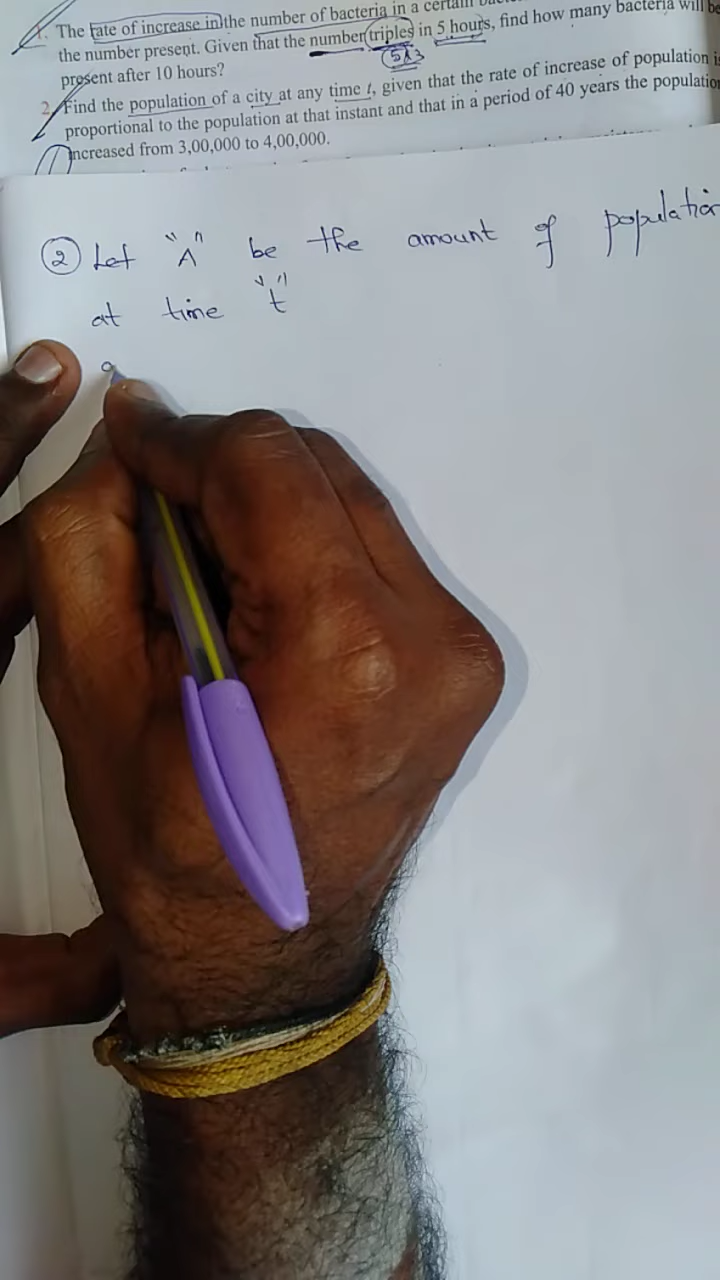 1. The rate of increase in the number of bacteria in a certain
the number present. Given that the number triples in 5 hours, find how many bacteria will be
present after 10 hours?
5λ3
2. Find the population of a city at any time t, given that the rate of increase of population is
proportional to the population at that instant and that in a period of 40 years the population
increased from 3,00,000 to 4,00,000.
② Let "A" be the amount of population
at time "t"